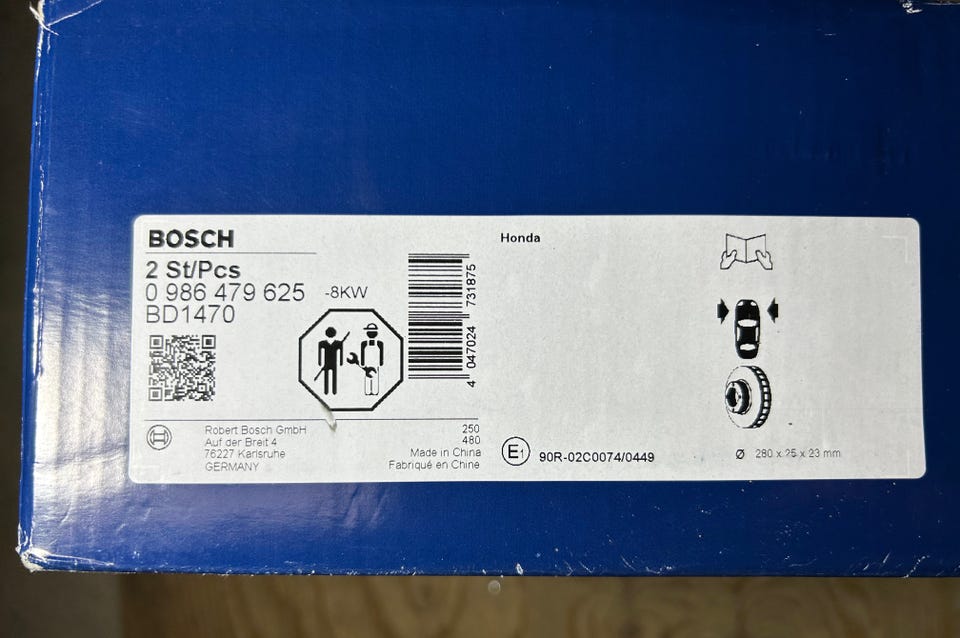 BOSCH
2 St/Pcs
0 986 479 625 -8KW
BD1470
4 047024 731875
Robert Bosch GmbH
Auf der Breit 4
76227 Karlsruhe
GERMANY
250
480
Made in China
Fabriqué en Chine
Honda
E1 90R-02C0074/0449
Ø 280 x 25 x 23 mm